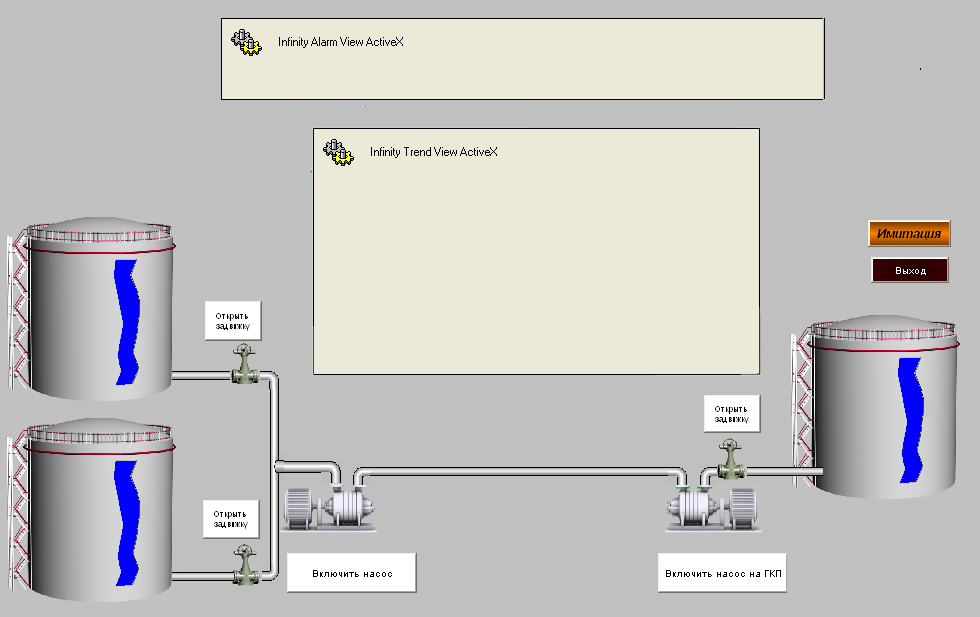 Infinity Alarm View ActiveX
Infinity Trend View ActiveX
Имитация
Выход
Открыть
задвижку
Открыть
задвижку
Открыть
задвижку
Включить насос
Включить насос на ГКП